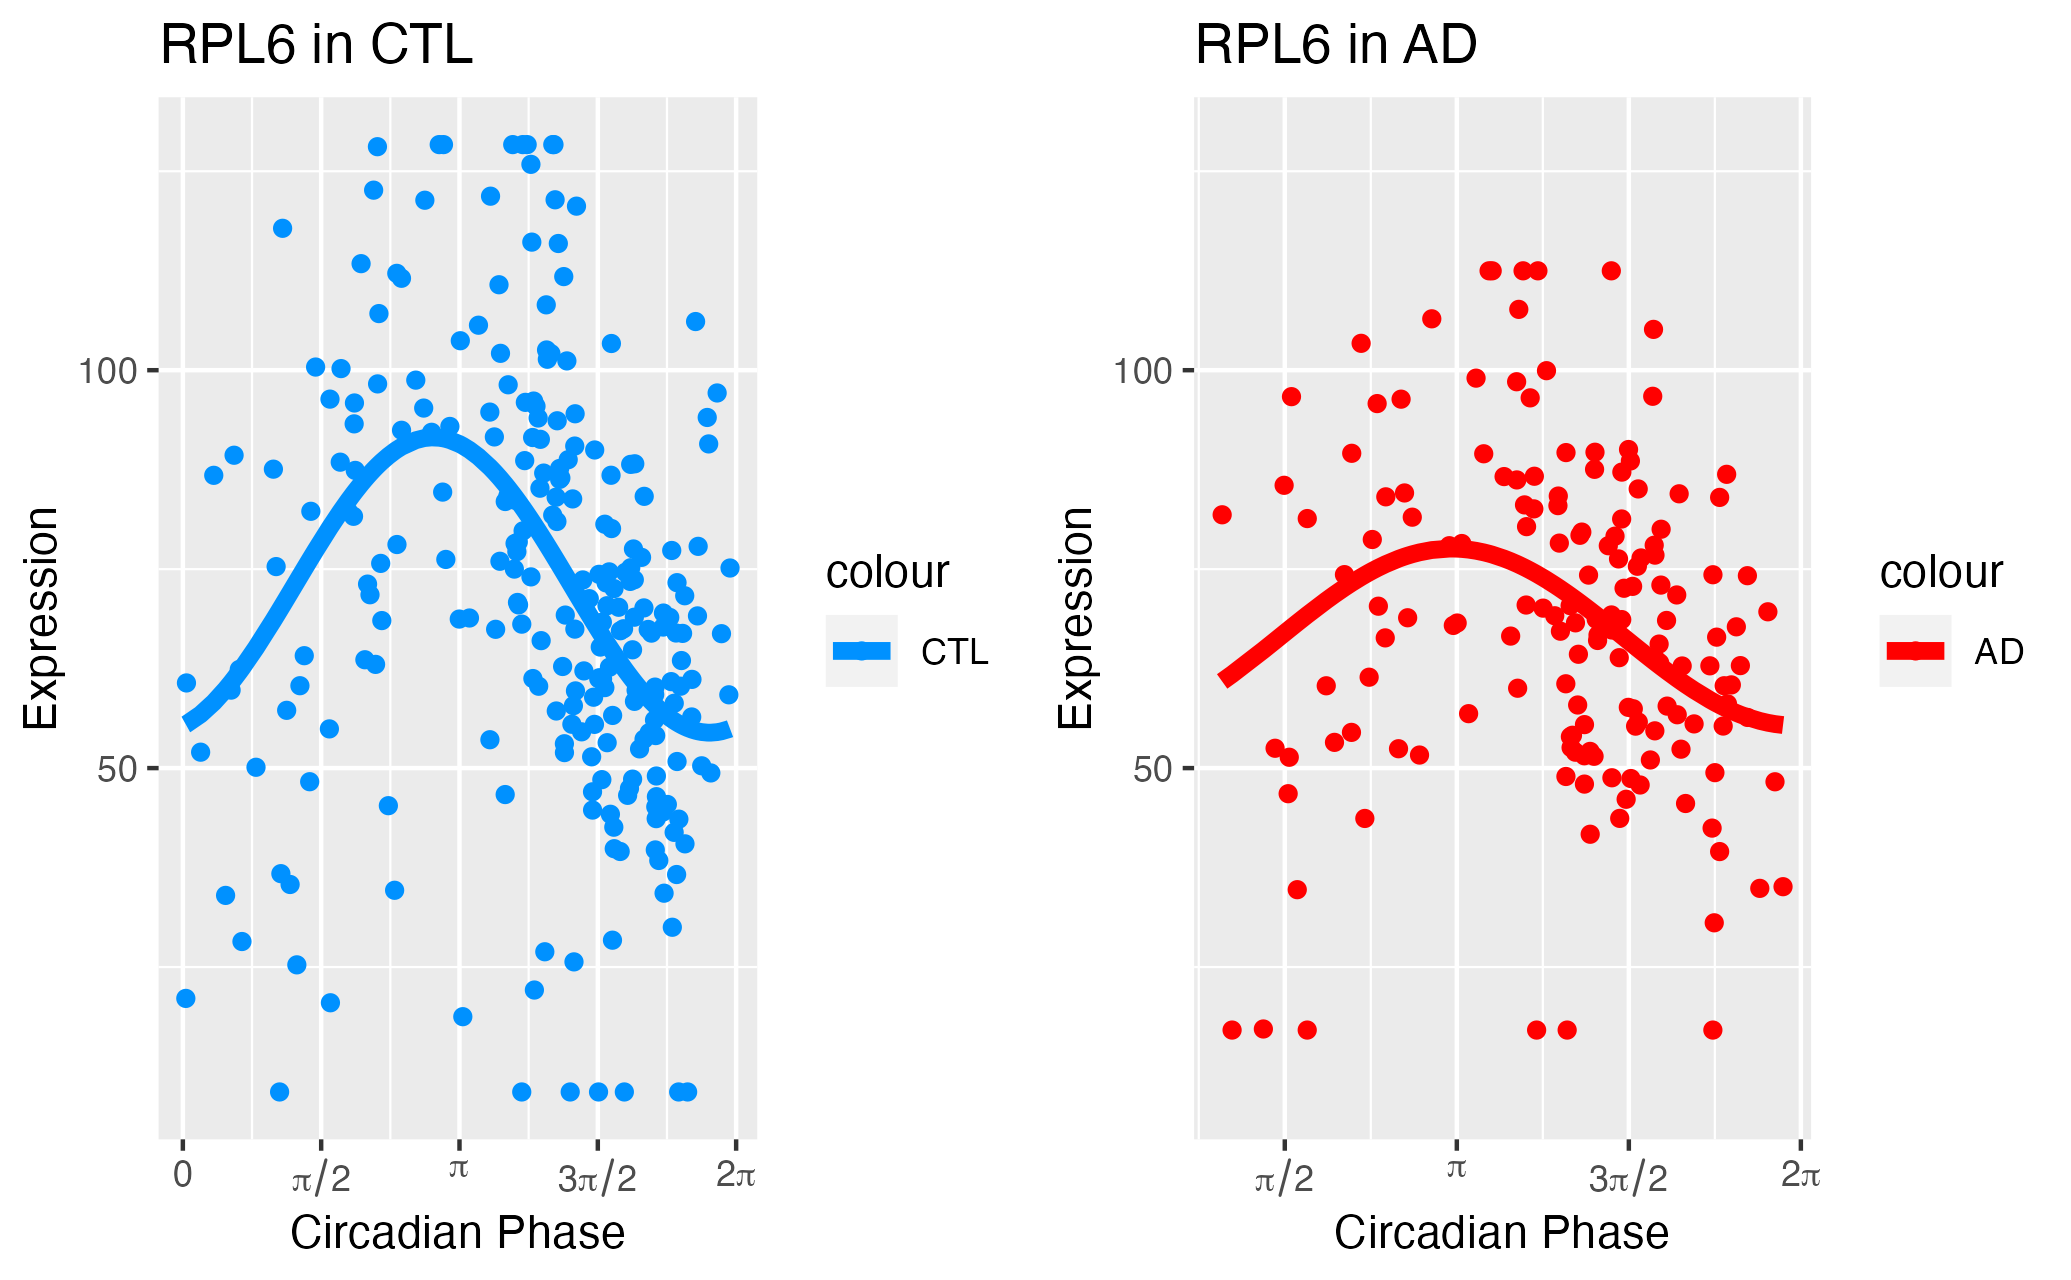 RPL6 in CTL
Expression
100
50
0 π/2 π 3π/2 2π
Circadian Phase
colour
CTL
RPL6 in AD
Expression
100
50
π/2 π 3π/2 2π
Circadian Phase
colour
AD